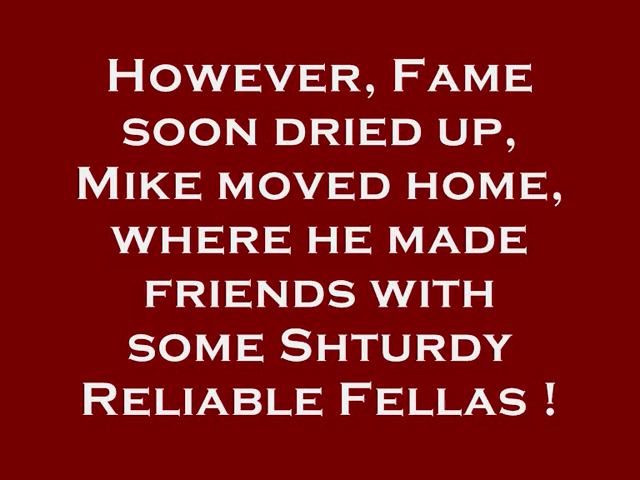 However, Fame
soon dried up,
Mike moved home,
where he made
friends with
some Shturdy
Reliable Fellas !